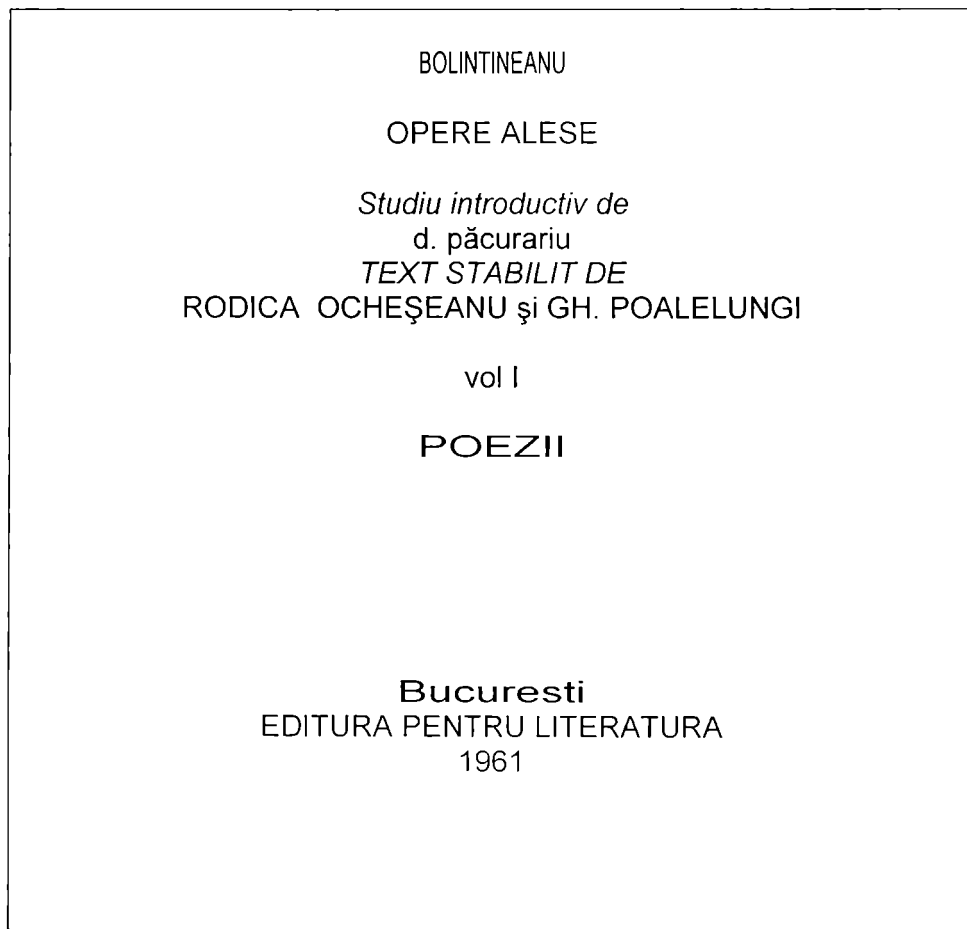 BOLINTINEANU
OPERE ALESE
Studiu introductiv de
d. păcurariu
TEXT STABILIT DE
RODICA OCHEŞEANU şi GH. POALELUNGI
vol I
POEZII
Bucuresti
EDITURA PENTRU LITERATURA
1961